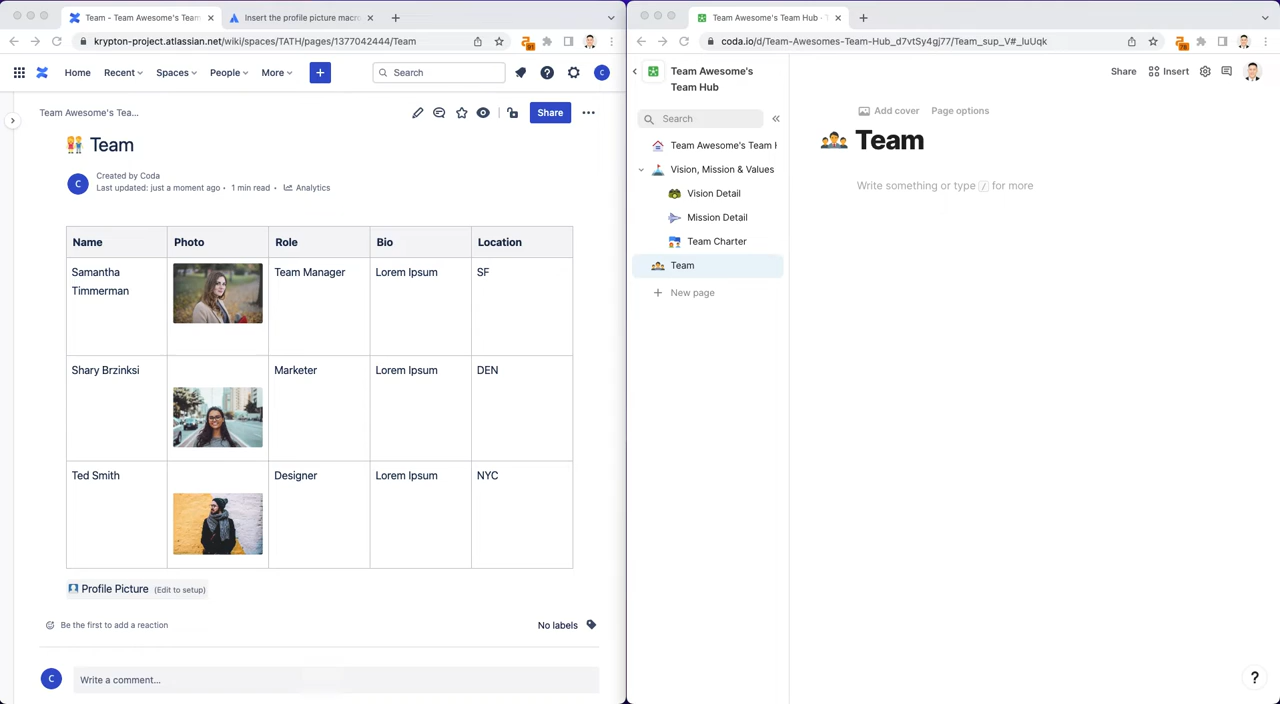 Team - Team Awesome's Team
Insert the profile picture macro
krypton-project.atlassian.net/wiki/spaces/TATH/pages/1377042444/Team
Home
Recent
Spaces
People
More
Search
C
Team Awesome's Tea...
Share
Team
C
Created by Coda
Last updated: just a moment ago • 1 min read • Analytics
Name Photo Role Bio Location
Samantha Timmerman
Team Manager
Lorem Ipsum
SF
Shary Brzinksi
Marketer
Lorem Ipsum
DEN
Ted Smith
Designer
Lorem Ipsum
NYC
Profile Picture (Edit to setup)
Be the first to add a reaction
No labels
C
Write a comment…
Team Awesome's Team Hub ·
coda.io/d/Team-Awesomes-Team-Hub_d7vtSy4gj77/Team_sup_V#_luUqk
Team Awesome's
Team Hub
Share
Insert
Search
Team Awesome's Team
Vision, Mission & Values
Vision Detail
Mission Detail
Team Charter
Team
New page
Add cover
Page options
Team
Write something or type / for more
?